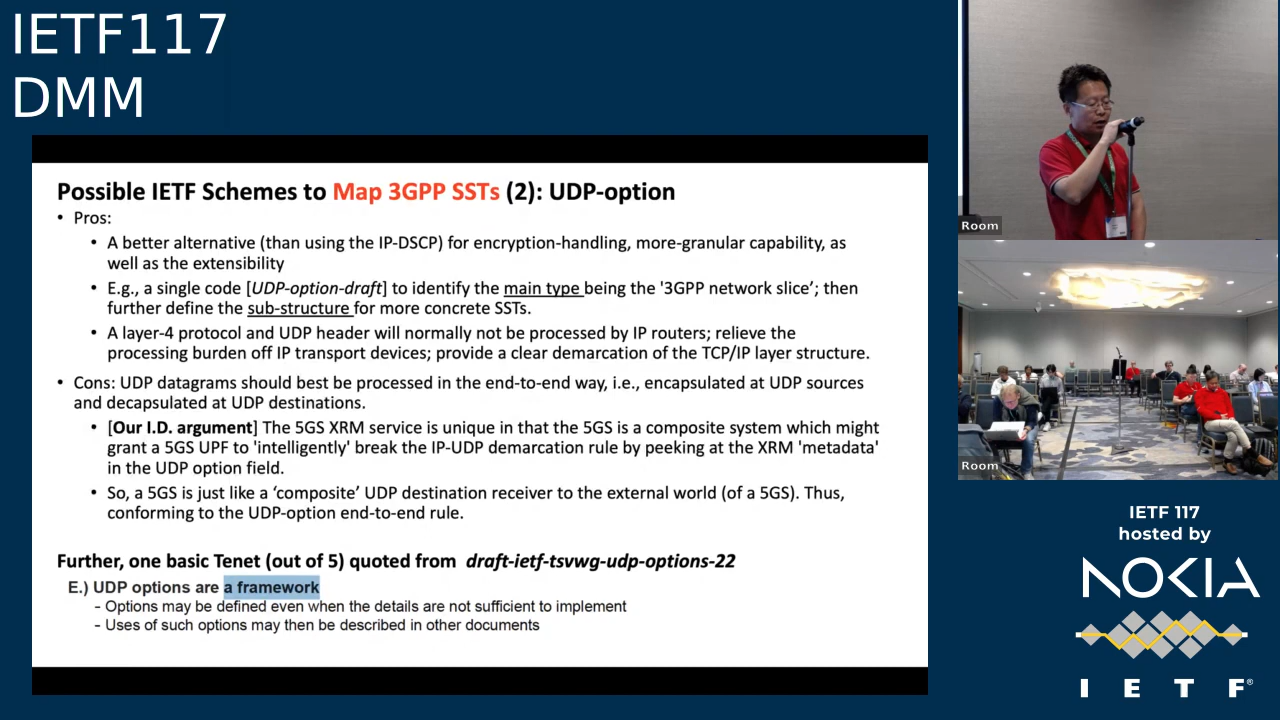 IETF117
DMM
Possible IETF Schemes to Map 3GPP SSTs (2): UDP-option
• Pros:
• A better alternative (than using the IP-DSCP) for encryption-handling, more-granular capability, as
well as the extensibility
• E.g., a single code [UDP-option-draft] to identify the main type being the '3GPP network slice’; then
further define the sub-structure for more concrete SSTs.
• A layer-4 protocol and UDP header will normally not be processed by IP routers; relieve the
processing burden off IP transport devices; provide a clear demarcation of the TCP/IP layer structure.
• Cons: UDP datagrams should best be processed in the end-to-end way, i.e., encapsulated at UDP sources
and decapsulated at UDP destinations.
• [Our I.D. argument] The 5GS XRM service is unique in that the 5GS is a composite system which might
grant a 5GS UPF to 'intelligently' break the IP-UDP demarcation rule by peeking at the XRM 'metadata'
in the UDP option field.
• So, a 5GS is just like a ‘composite’ UDP destination receiver to the external world (of a 5GS). Thus,
conforming to the UDP-option end-to-end rule.
Further, one basic Tenet (out of 5) quoted from draft-ietf-tsvwg-udp-options-22
E.) UDP options are a framework
- Options may be defined even when the details are not sufficient to implement
- Uses of such options may then be described in other documents
Room
Room
IETF 117
hosted by
NOKIA
I E T F®